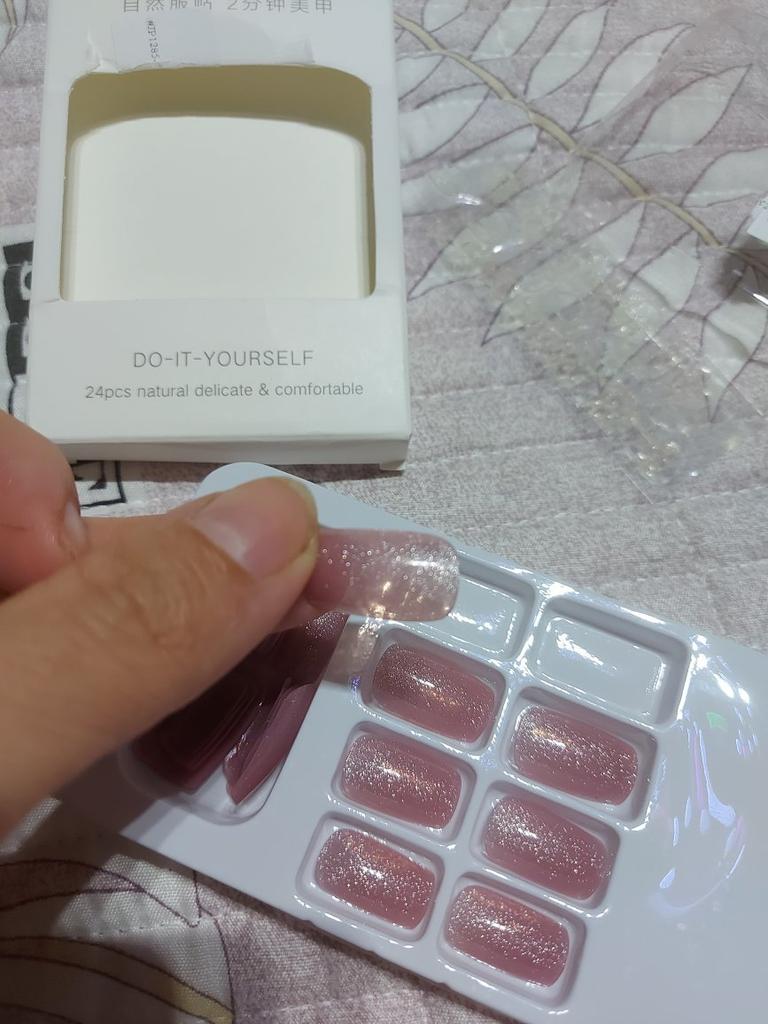 自然服帖 2分钟美甲
DO-IT-YOURSELF
24pcs natural delicate & comfortable